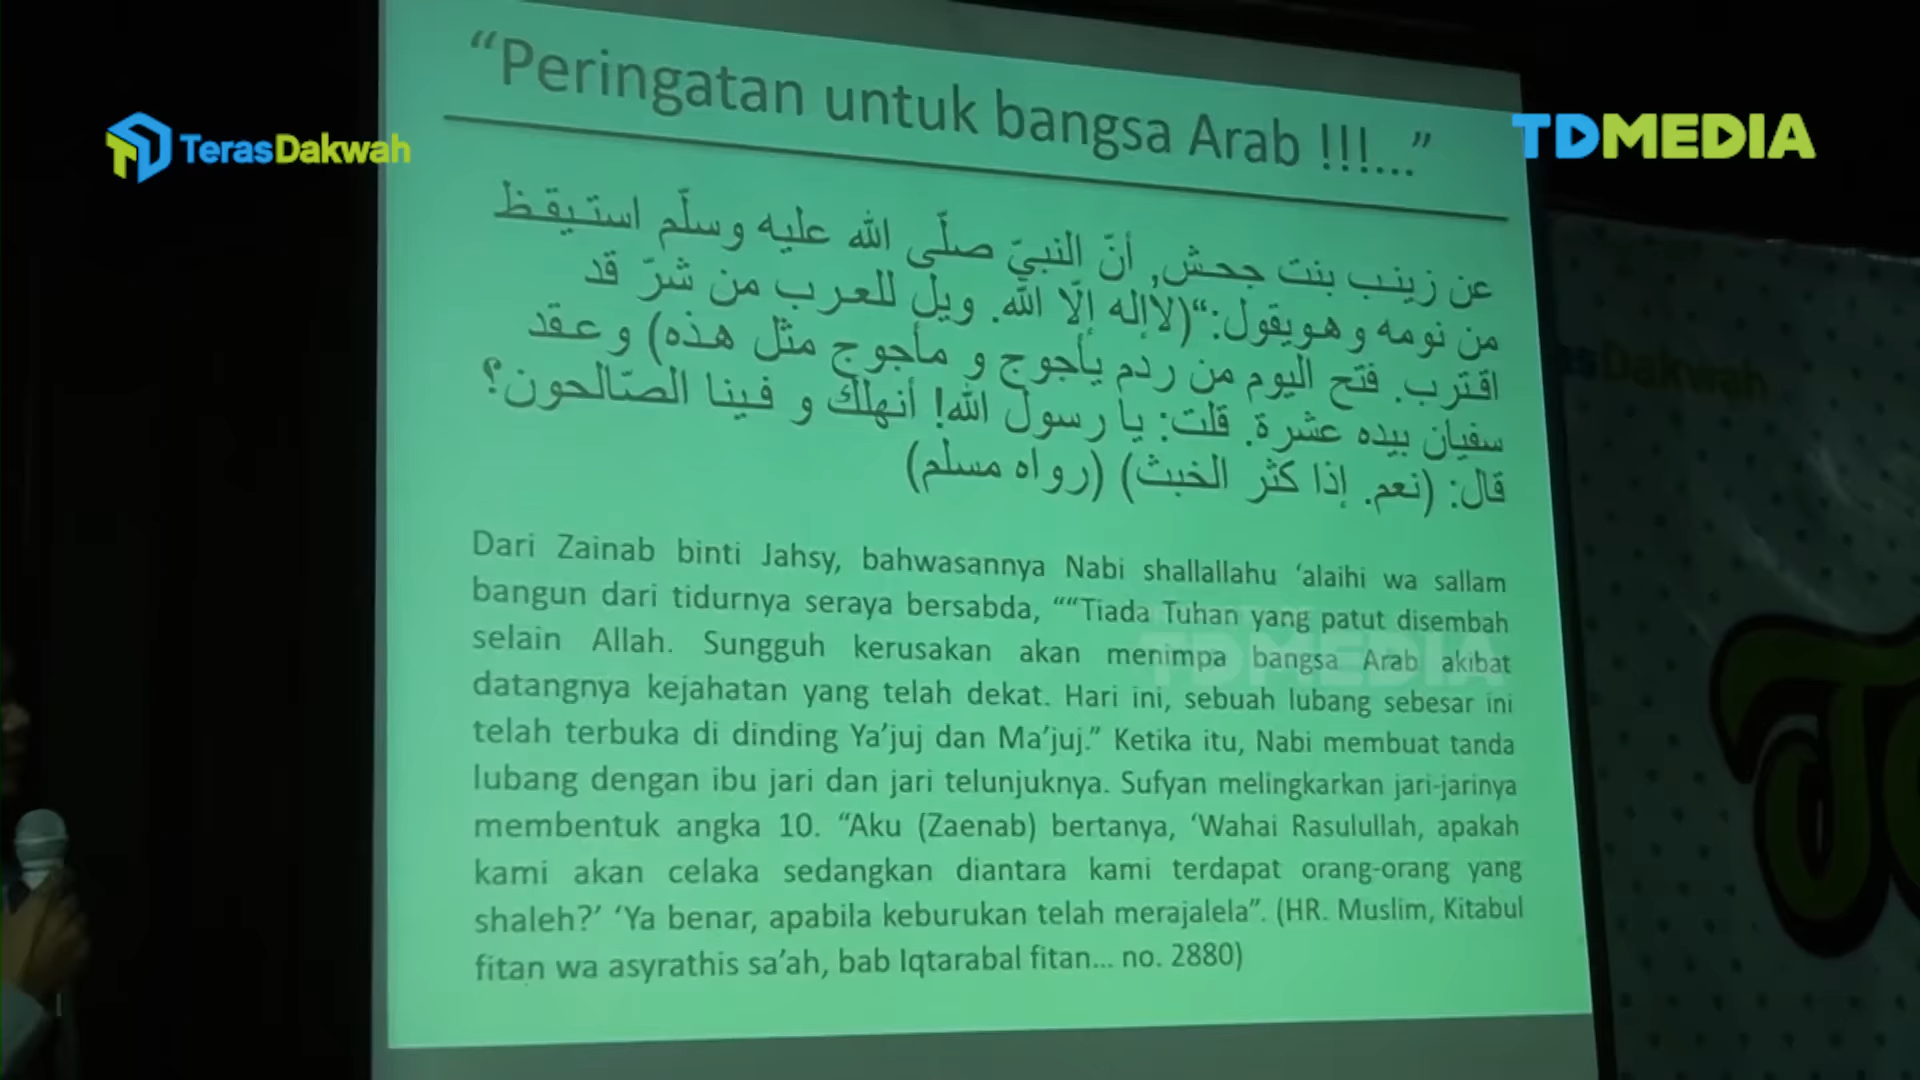 "Peringatan untuk bangsa Arab !!!..."
TerasDakwah
TDMEDIA
عن زينب بنت جحش, أنّ النبيّ صلّى الله عليه وسلّم استيقظ
من نومه وهويقول:“(لاإله إلّا الله. ويل للعرب من شرّ قد
اقترب. فتح اليوم من ردم يأجوج و مأجوج مثل هذه) وعقد
سفيان بيده عشرة. قلت: يا رسول الله! أنهلك و فينا الصّالحون؟
قال: (نعم. إذا كثر الخبث) (رواه مسلم)
Dari Zainab binti Jahsy, bahwasannya Nabi shallallahu ‘alaihi wa sallam
bangun dari tidurnya seraya bersabda, ““Tiada Tuhan yang patut disembah
selain Allah. Sungguh kerusakan akan menimpa bangsa Arab akibat
datangnya kejahatan yang telah dekat. Hari ini, sebuah lubang sebesar ini
telah terbuka di dinding Ya’juj dan Ma’juj.” Ketika itu, Nabi membuat tanda
lubang dengan ibu jari dan jari telunjuknya. Sufyan melingkarkan jari-jarinya
membentuk angka 10. “Aku (Zaenab) bertanya, ‘Wahai Rasulullah, apakah
kami akan celaka sedangkan diantara kami terdapat orang-orang yang
shaleh?’ ‘Ya benar, apabila keburukan telah merajalela”. (HR. Muslim, Kitabul
fitan wa asyrathis sa’ah, bab Iqtarabal fitan... no. 2880)
TDMEDIA